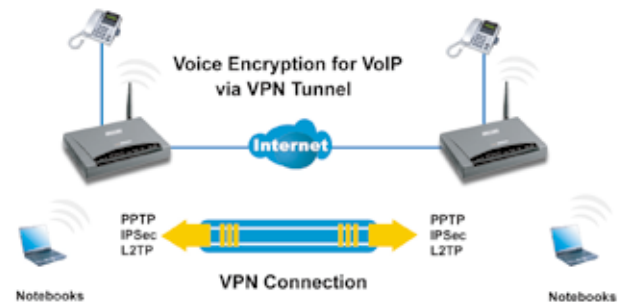 Voice Encryption for VoIP
via VPN Tunnel
Internet
PPTP
IPSec
L2TP
PPTP
IPSec
L2TP
VPN Connection
Notebooks
Notebooks